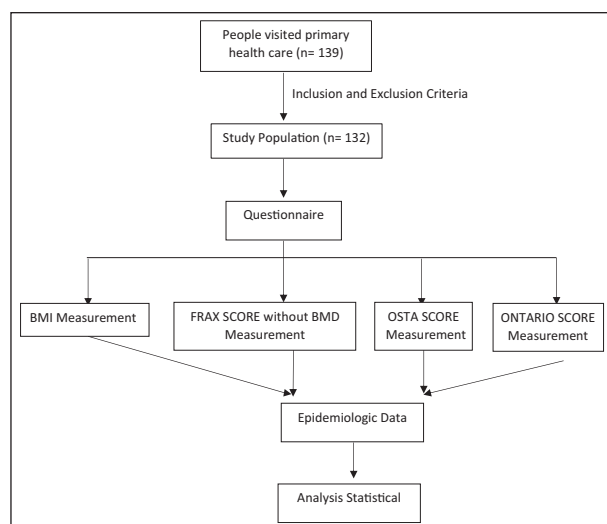 People visited primary
health care (n= 139)
Inclusion and Exclusion Criteria
Study Population (n= 132)
Questionnaire
BMI Measurement
FRAX SCORE without BMD
Measurement
OSTA SCORE
Measurement
ONTARIO SCORE
Measurement
Epidemiologic Data
Analysis Statistical